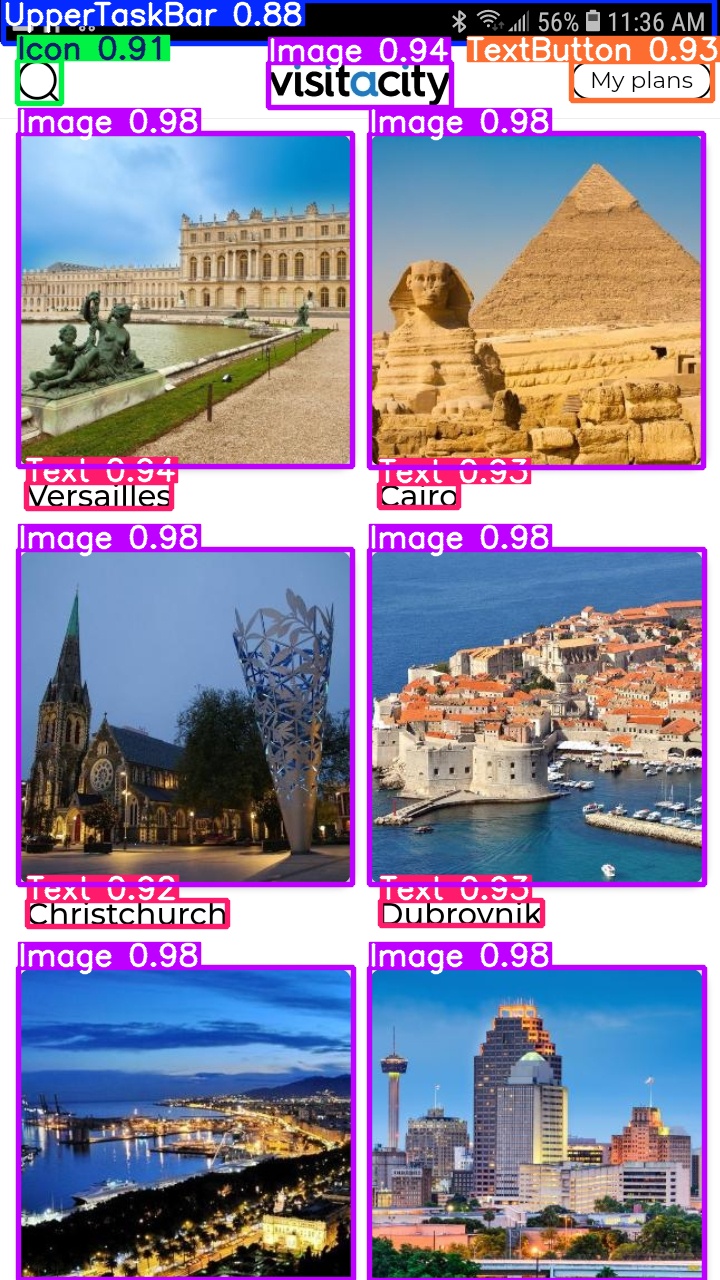 UpperTaskBar 0.88
56% 11:36 AM
Icon 0.91
Image 0.94
TextButton 0.93
visitacity
My plans
Image 0.98
Image 0.98
Text 0.94
Text 0.93
Versailles
Cairo
Image 0.98
Image 0.98
Text 0.92
Text 0.93
Christchurch
Dubrovnik
Image 0.98
Image 0.98